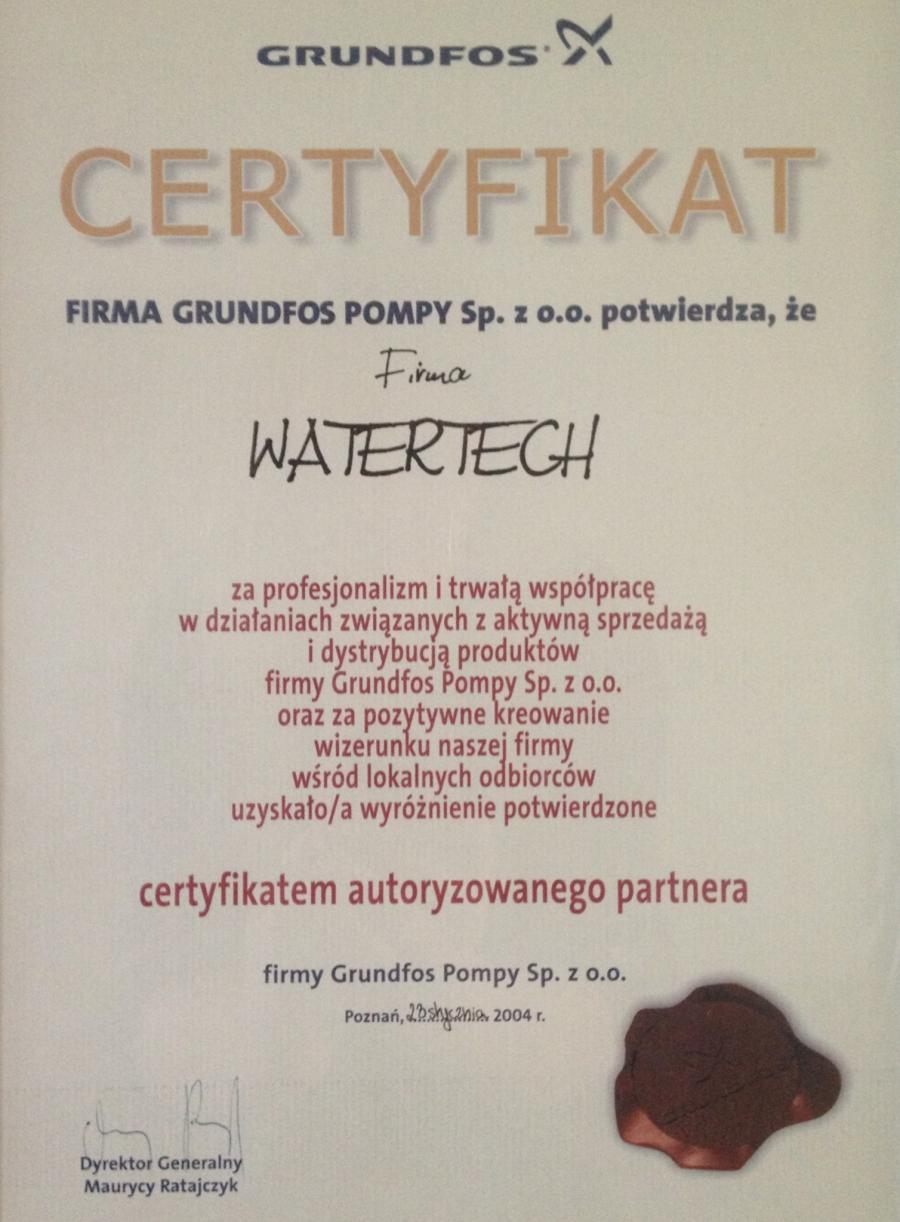 GRUNDFOS
CERTYFIKAT
FIRMA GRUNDFOS POMPY Sp. z o.o. potwierdza, że
Firma
WATERTECH
za profesjonalizm i trwałą współpracę
w działaniach związanych z aktywną sprzedażą
i dystrybucją produktów
firmy Grundfos Pompy Sp. z o.o.
oraz za pozytywne kreowanie
wizerunku naszej firmy
wśród lokalnych odbiorców
uzyskało/a wyróżnienie potwierdzone
certyfikatem autoryzowanego partnera
firmy Grundfos Pompy Sp. z o.o.
Poznań, stycznia 2004 r.
Dyrektor Generalny
Maurycy Ratajczyk